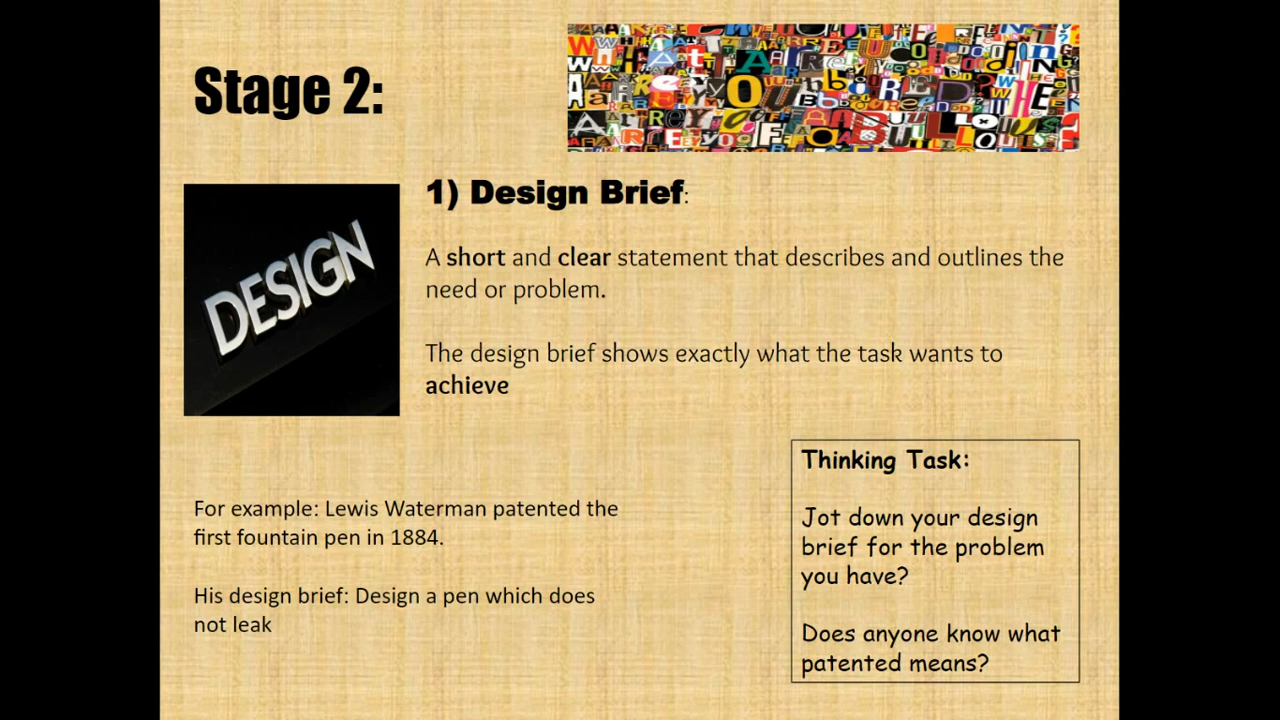 Stage 2:
DESIGN
1) Design Brief:
A short and clear statement that describes and outlines the
need or problem.
The design brief shows exactly what the task wants to
achieve
For example: Lewis Waterman patented the
first fountain pen in 1884.
His design brief: Design a pen which does
not leak
Thinking Task:
Jot down your design
brief for the problem
you have?
Does anyone know what
patented means?